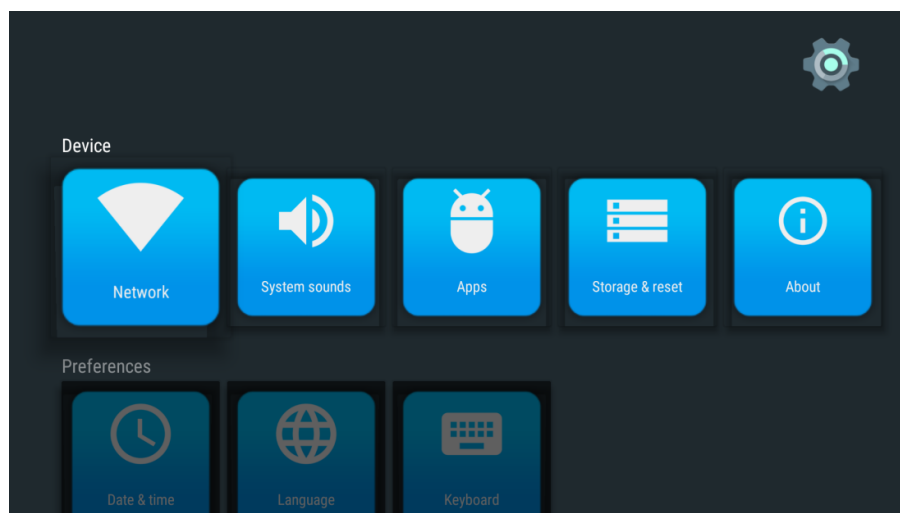 Device
Network
System sounds
Apps
Storage & reset
About
Preferences
Date & time
Language
Keyboard